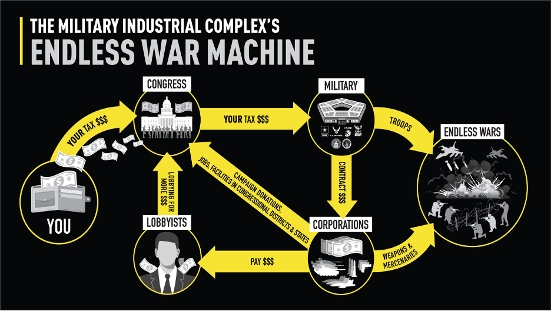 THE MILITARY INDUSTRIAL COMPLEX'S
ENDLESS WAR MACHINE
CONGRESS
MILITARY
YOUR TAX $$$
YOUR TAX $$$
TROOPS
ENDLESS WARS
YOU
LOBBYING FOR
MORE $$$
CAMPAIGN DONATIONS,
JOBS, FACILITIES IN CONGRESSIONAL DISTRICTS & STATES
CONTRACT $$$
LOBBYISTS
CORPORATIONS
PAY $$$
WEAPONS &
MERCENARIES